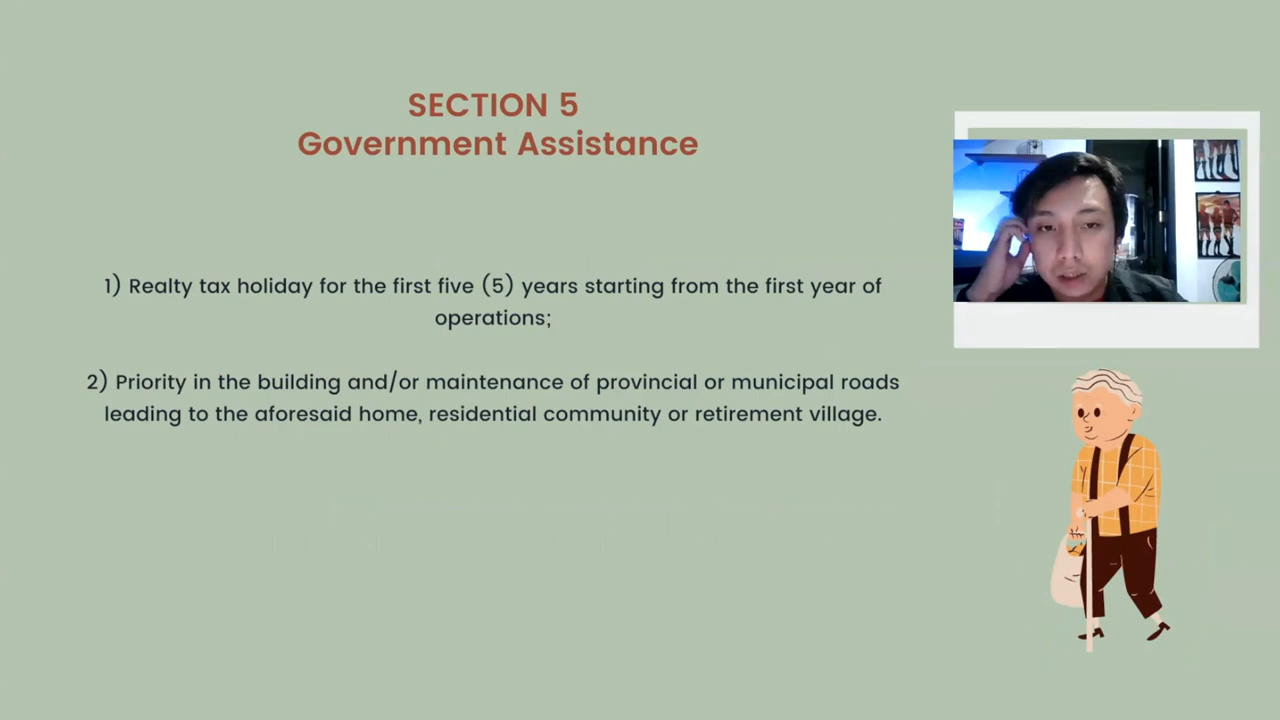 SECTION 5
Government Assistance
1) Realty tax holiday for the first five (5) years starting from the first year of
operations;
2) Priority in the building and/or maintenance of provincial or municipal roads
leading to the aforesaid home, residential community or retirement village.